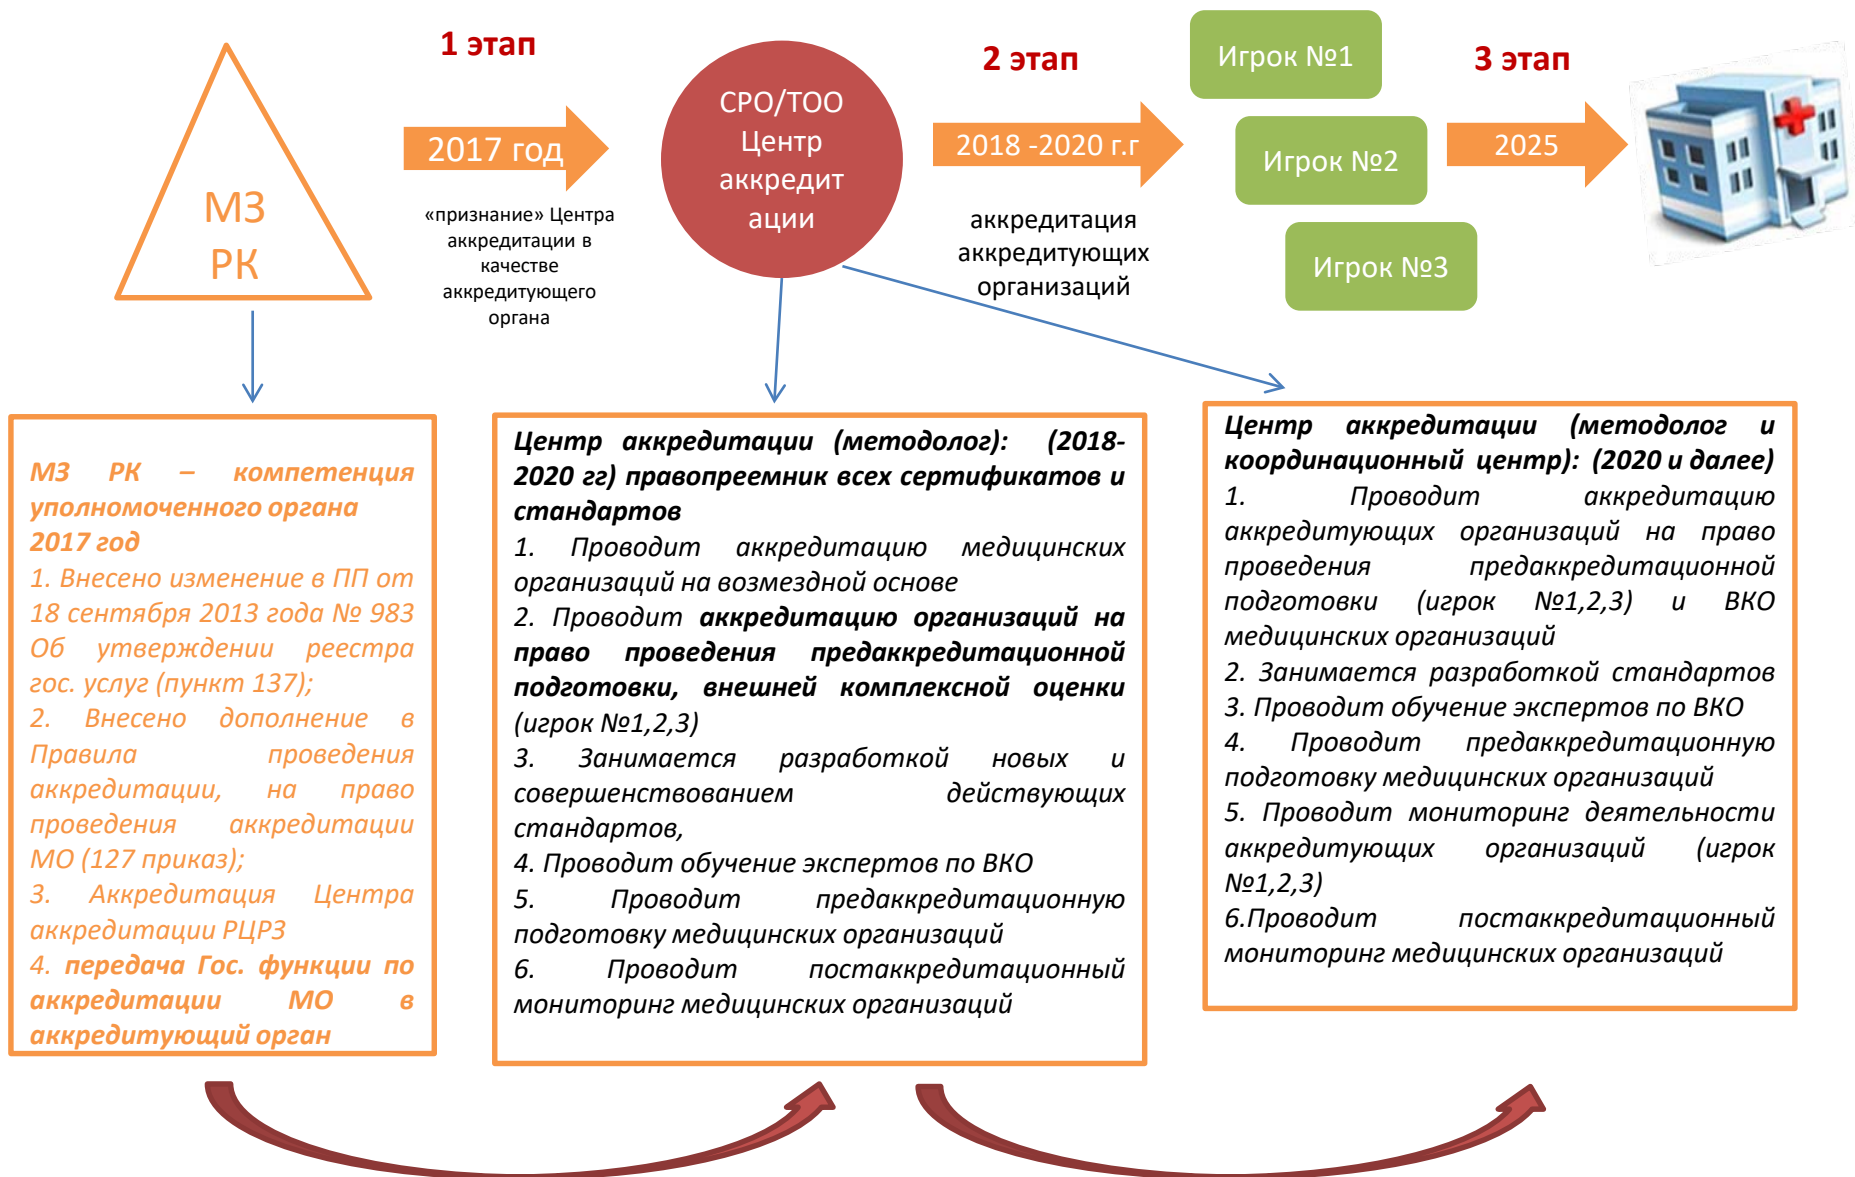 1 этап
2 этап
3 этап
МЗ
РК
2017 год
«признание» Центра
аккредитации в
качестве
аккредитующего
органа
СРО/ТОО
Центр
аккредит
ации
2018 -2020 г.г
аккредитация
аккредитующих
организаций
Игрок №1
Игрок №2
Игрок №3
2025
МЗ РК – компетенция
уполномоченного органа
2017 год
1. Внесено изменение в ПП от
18 сентября 2013 года № 983
Об утверждении реестра
гос. услуг (пункт 137);
2. Внесено дополнение в
Правила проведения
аккредитации, на право
проведения аккредитации
МО (127 приказ);
3. Аккредитация Центра
аккредитации РЦРЗ
4. передача Гос. функции по
аккредитации МО в
аккредитующий орган
Центр аккредитации (методолог): (2018-
2020 гг) правопреемник всех сертификатов и
стандартов
1. Проводит аккредитацию медицинских
организаций на возмездной основе
2. Проводит аккредитацию организаций на
право проведения предаккредитационной
подготовки, внешней комплексной оценки
(игрок №1,2,3)
3. Занимается разработкой новых и
совершенствованием действующих
стандартов,
4. Проводит обучение экспертов по ВКО
5. Проводит предаккредитационную
подготовку медицинских организаций
6. Проводит постаккредитационный
мониторинг медицинских организаций
Центр аккредитации (методолог и
координационный центр): (2020 и далее)
1. Проводит аккредитацию
аккредитующих организаций на право
проведения предаккредитационной
подготовки (игрок №1,2,3) и ВКО
медицинских организаций
2. Занимается разработкой стандартов
3. Проводит обучение экспертов по ВКО
4. Проводит предаккредитационную
подготовку медицинских организаций
5. Проводит мониторинг деятельности
аккредитующих организаций (игрок
№1,2,3)
6.Проводит постаккредитационный
мониторинг медицинских организаций